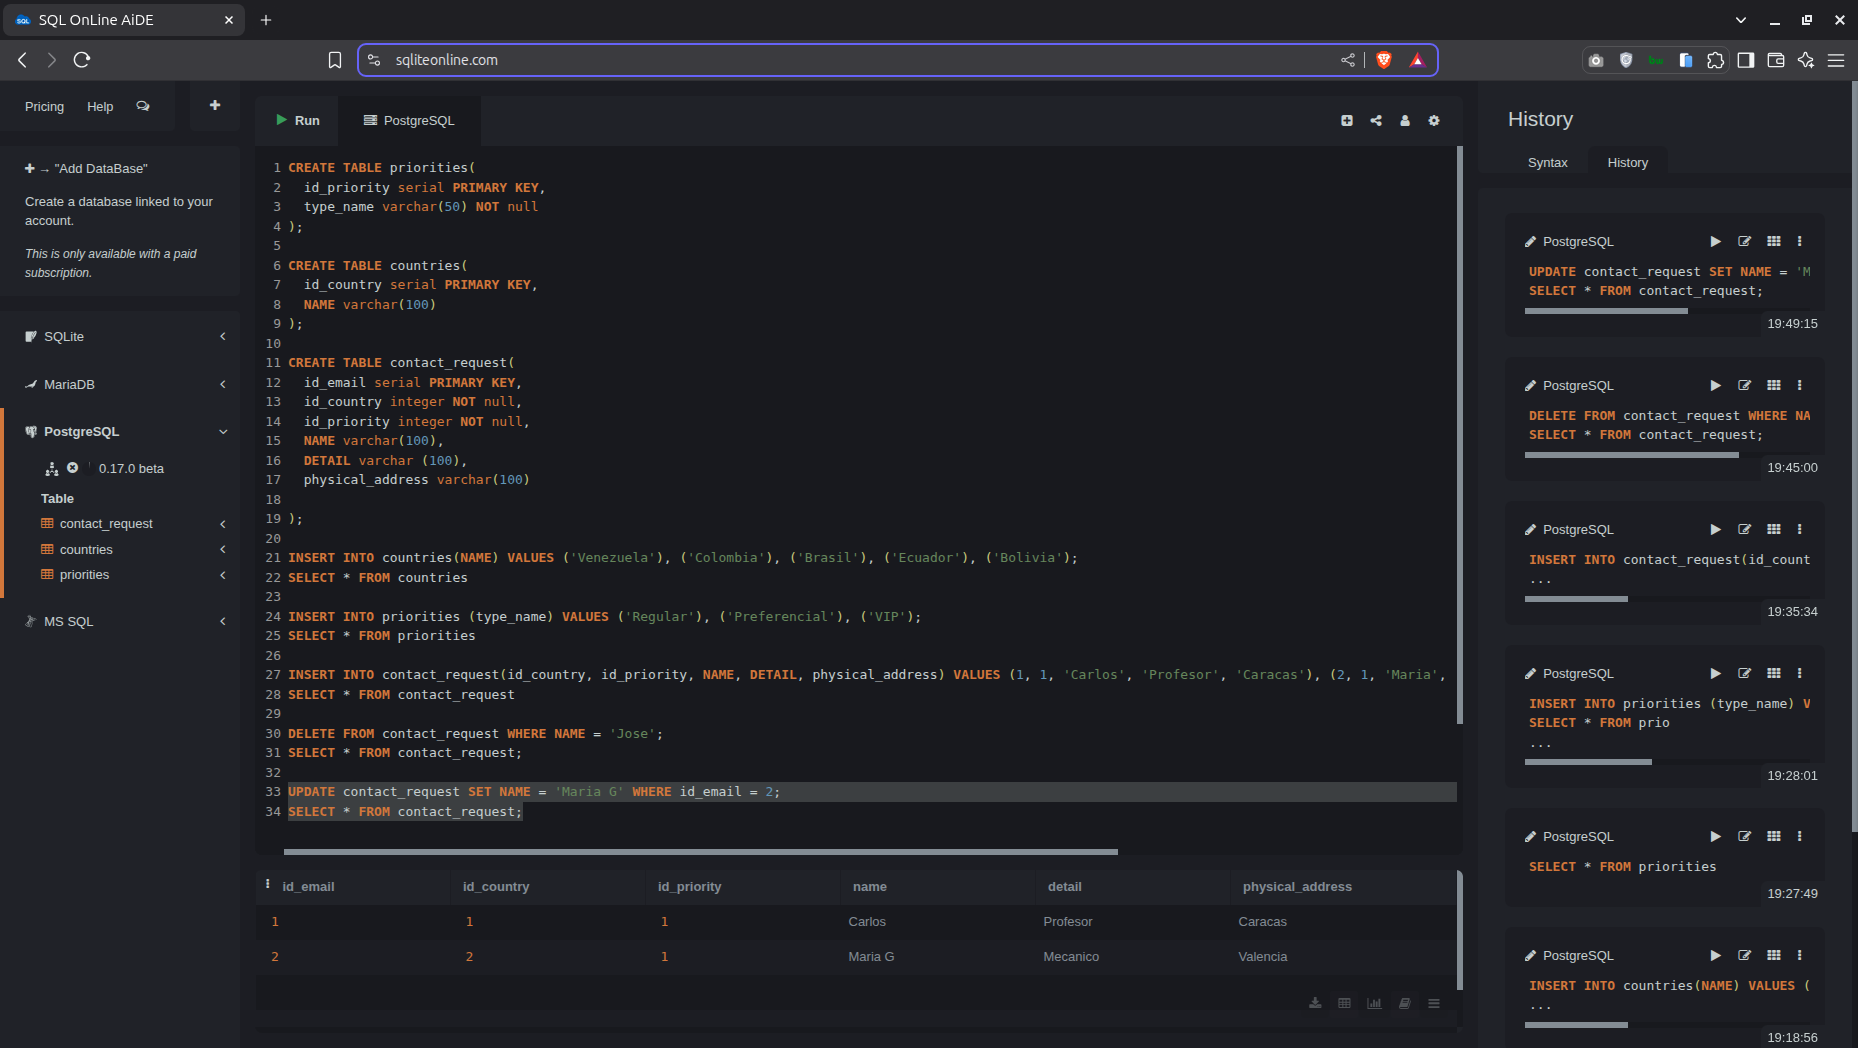 SQL OnLine AiDE
sqliteonline.com
Pricing Help
→ "Add DataBase"
Create a database linked to your
account.
This is only available with a paid
subscription.
SQLite
MariaDB
PostgreSQL
0.17.0 beta
Table
contact_request
countries
priorities
MS SQL
Run PostgreSQL
1 CREATE TABLE priorities(
2 id_priority serial PRIMARY KEY,
3 type_name varchar(50) NOT null
4 );
5
6 CREATE TABLE countries(
7 id_country serial PRIMARY KEY,
8 NAME varchar(100)
9 );
10
11 CREATE TABLE contact_request(
12 id_email serial PRIMARY KEY,
13 id_country integer NOT null,
14 id_priority integer NOT null,
15 NAME varchar(100),
16 DETAIL varchar (100),
17 physical_address varchar(100)
18
19 );
20
21 INSERT INTO countries(NAME) VALUES ('Venezuela'), ('Colombia'), ('Brasil'), ('Ecuador'), ('Bolivia');
22 SELECT * FROM countries
23
24 INSERT INTO priorities (type_name) VALUES ('Regular'), ('Preferencial'), ('VIP');
25 SELECT * FROM priorities
26
27 INSERT INTO contact_request(id_country, id_priority, NAME, DETAIL, physical_address) VALUES (1, 1, 'Carlos', 'Profesor', 'Caracas'), (2, 1, 'Maria',
28 SELECT * FROM contact_request
29
30 DELETE FROM contact_request WHERE NAME = 'Jose';
31 SELECT * FROM contact_request;
32
33 UPDATE contact_request SET NAME = 'Maria G' WHERE id_email = 2;
34 SELECT * FROM contact_request;
id_email id_country id_priority name detail physical_address
1 1 1 Carlos Profesor Caracas
2 2 1 Maria G Mecanico Valencia
History
Syntax History
PostgreSQL
UPDATE contact_request SET NAME = 'M
SELECT * FROM contact_request;
19:49:15
PostgreSQL
DELETE FROM contact_request WHERE NA
SELECT * FROM contact_request;
19:45:00
PostgreSQL
INSERT INTO contact_request(id_count
...
19:35:34
PostgreSQL
INSERT INTO priorities (type_name) V
SELECT * FROM prio
...
19:28:01
PostgreSQL
SELECT * FROM priorities
19:27:49
PostgreSQL
INSERT INTO countries(NAME) VALUES (
...
19:18:56